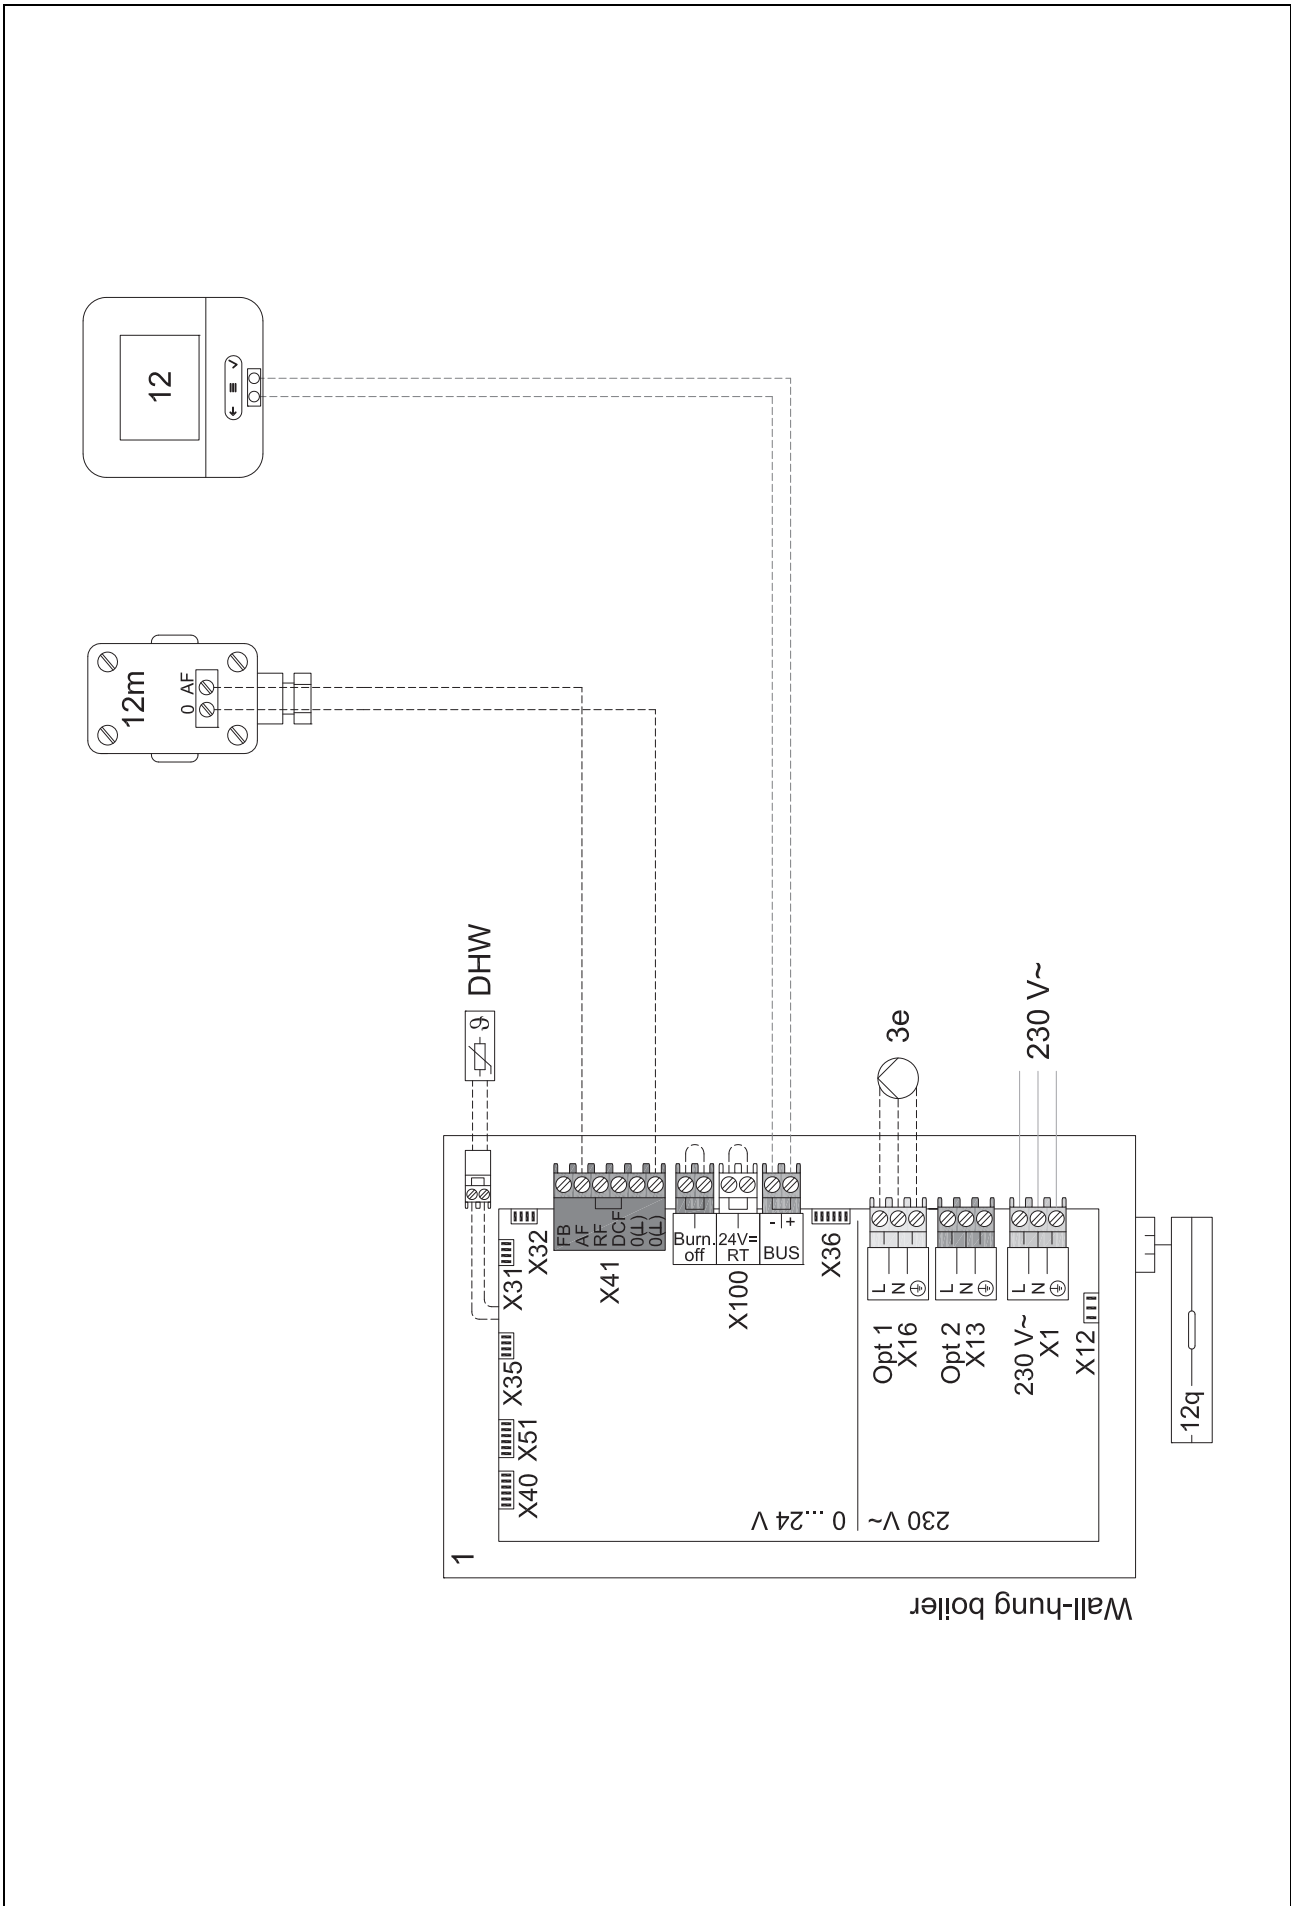 12
12m
0 AF
DHW
ϑ
3e
230 V~
X32
X31
X35
X51
X40
FB
AF
RF
DCF
0(⊥)
0(⊥)
X41
Burn.
off
24V=
RT
X100
- +
BUS
X36
L
N
Opt 1
X16
L
N
Opt 2
X13
L
N
230 V~
X1
X12
12q
0 ...24 V
230 V~
1
Wall-hung boiler